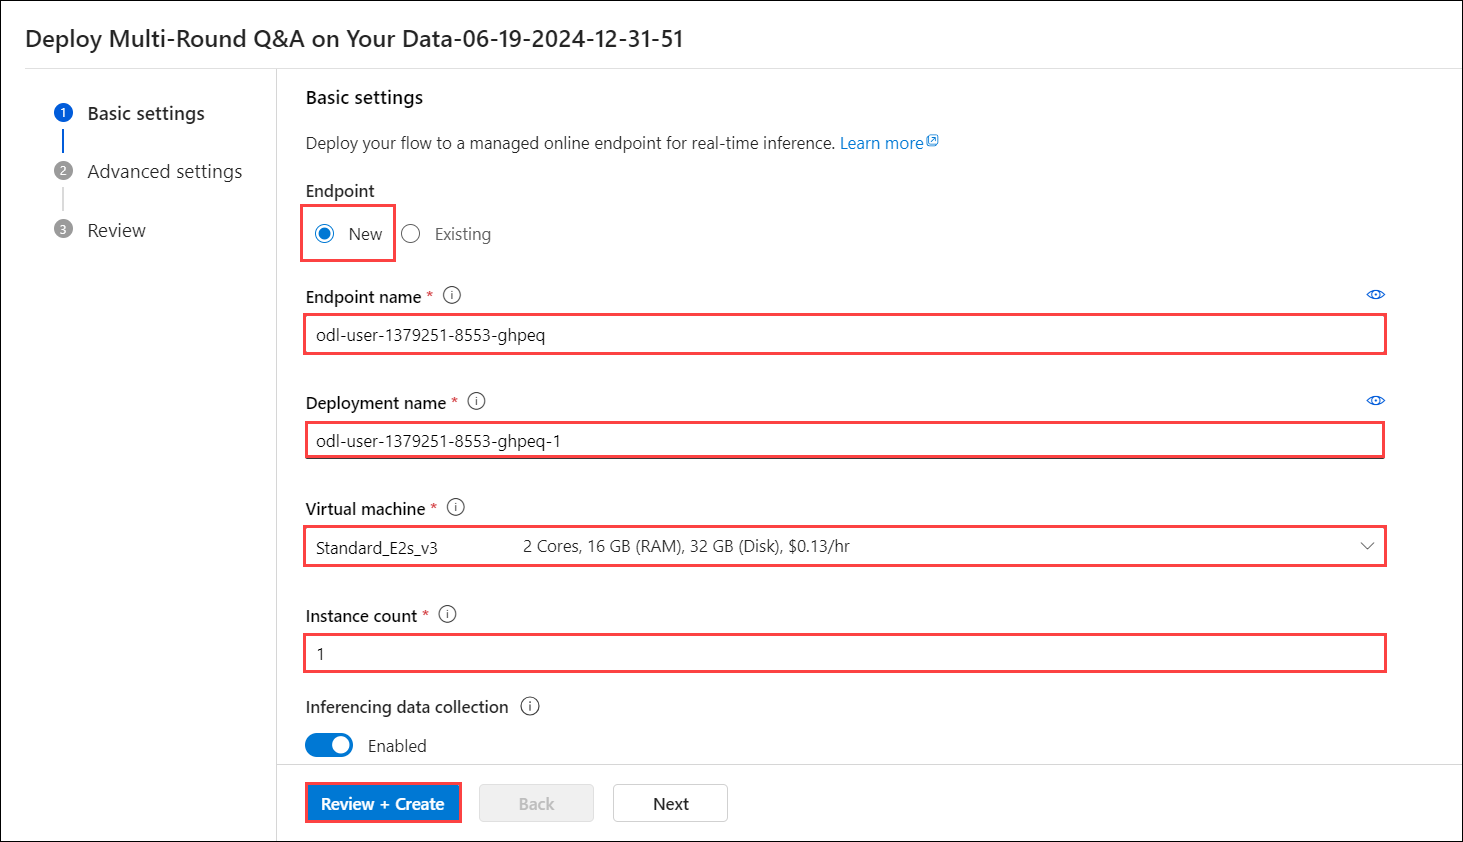 Deploy Multi-Round Q&A on Your Data-06-19-2024-12-31-51
1 Basic settings
2 Advanced settings
3 Review
Basic settings
Deploy your flow to a managed online endpoint for real-time inference. Learn more
Endpoint
New Existing
Endpoint name *
odl-user-1379251-8553-ghpeq
Deployment name *
odl-user-1379251-8553-ghpeq-1
Virtual machine *
Standard_E2s_v3 2 Cores, 16 GB (RAM), 32 GB (Disk), $0.13/hr
Instance count *
1
Inferencing data collection
Enabled
Review + Create Back Next